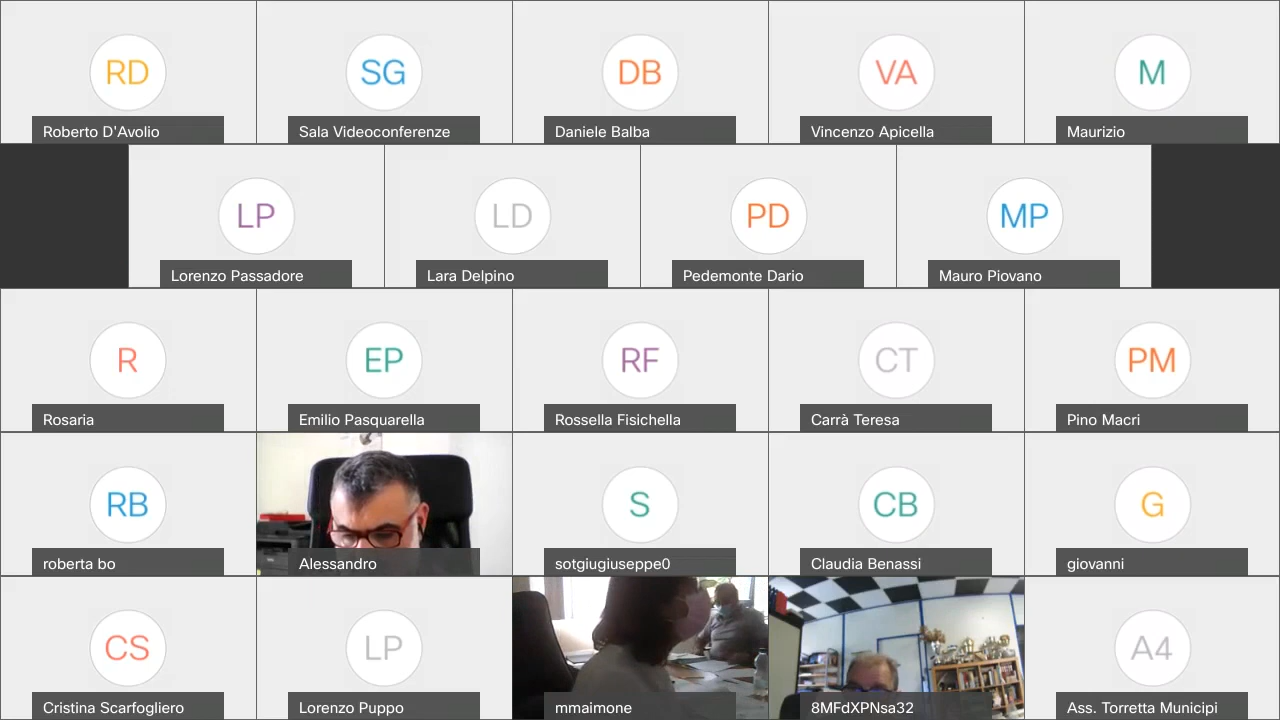 RD
Roberto D'Avolio
SG
Sala Videoconferenze
DB
Daniele Balba
VA
Vincenzo Apicella
M
Maurizio
LP
Lorenzo Passadore
LD
Lara Delpino
PD
Pedemonte Dario
MP
Mauro Piovano
R
Rosaria
EP
Emilio Pasquarella
RF
Rossella Fisichella
CT
Carrà Teresa
PM
Pino Macri
RB
roberta bo
Alessandro
S
sotgiugiuseppe0
CB
Claudia Benassi
G
giovanni
CS
Cristina Scarfogliero
LP
Lorenzo Puppo
mmaimone
8MFdXPNsa32
A4
Ass. Torretta Municipi